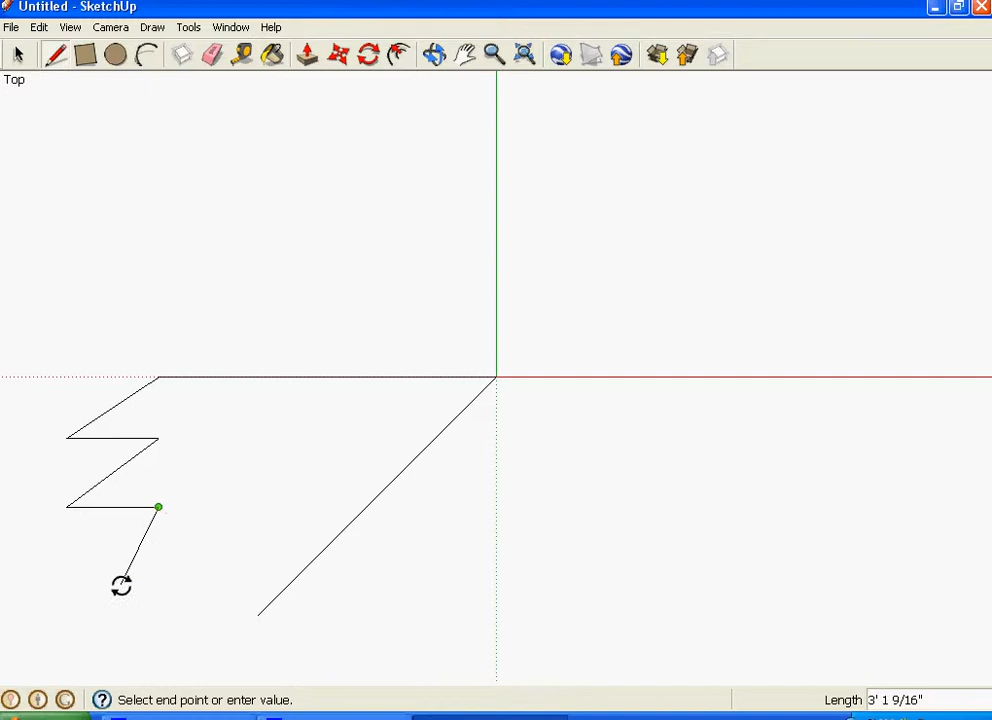 Untitled - SketchUp
File Edit View Camera Draw Tools Window Help
Top
Select end point or enter value.
Length 3' 1 9/16"